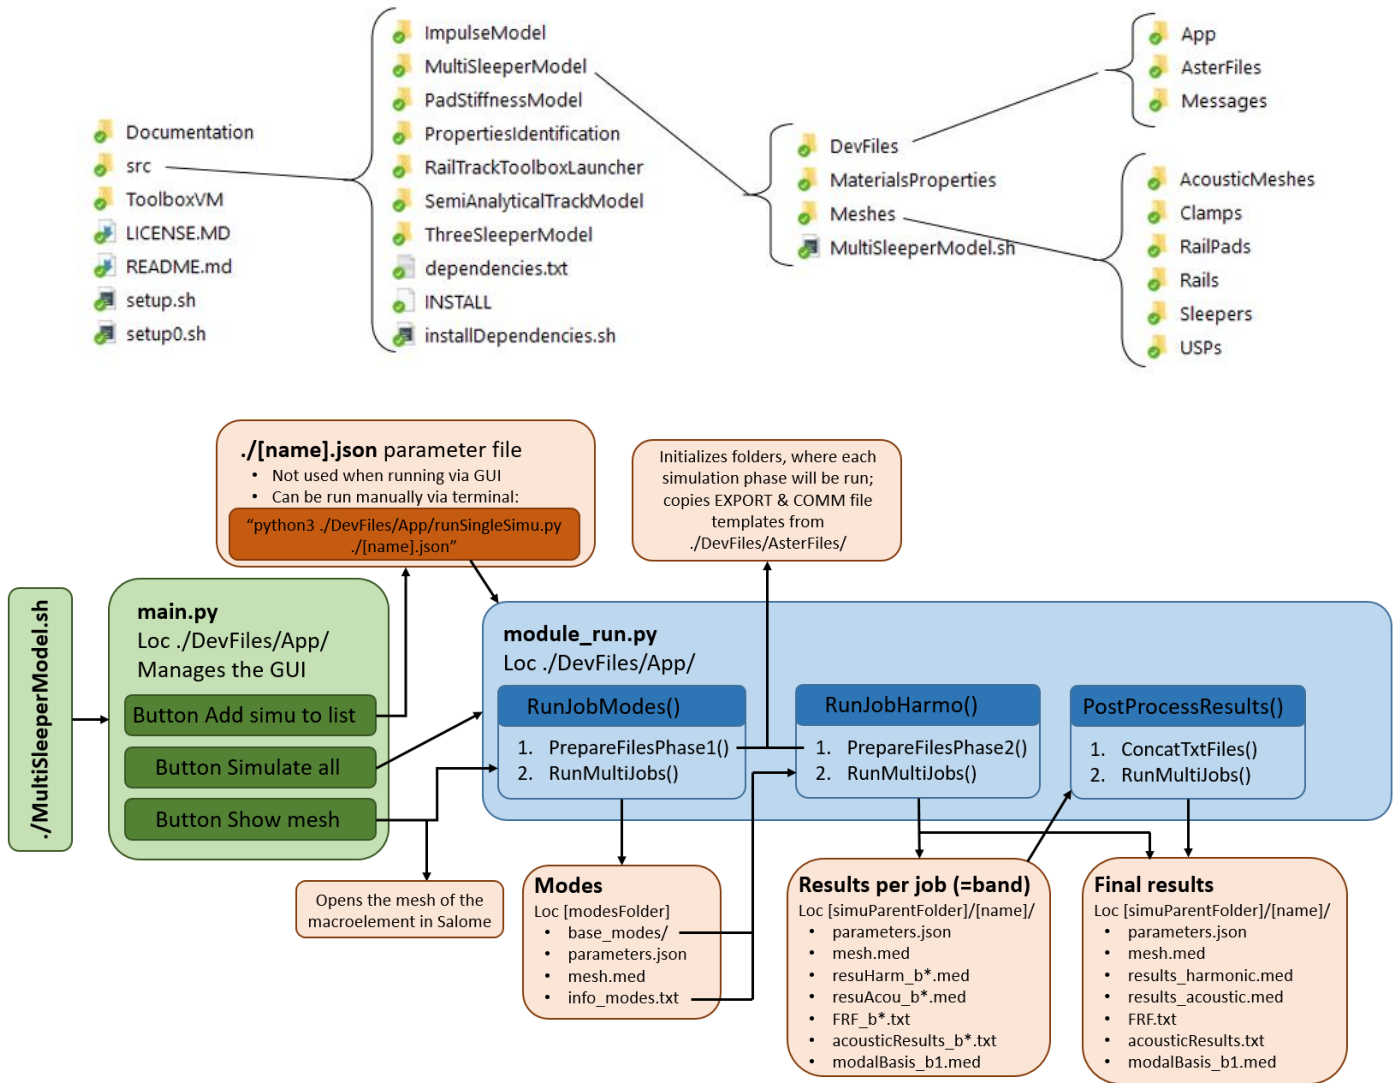 Documentation
src
ToolboxVM
LICENSE.MD
README.md
setup.sh
setup0.sh
ImpulseModel
MultiSleeperModel
PadStiffnessModel
PropertiesIdentification
RailTrackToolboxLauncher
SemiAnalyticalTrackModel
ThreeSleeperModel
dependencies.txt
INSTALL
installDependencies.sh
DevFiles
MaterialsProperties
Meshes
MultiSleeperModel.sh
App
AsterFiles
Messages
AcousticMeshes
Clamps
RailPads
Rails
Sleepers
USPs
./[name].json parameter file
• Not used when running via GUI
• Can be run manually via terminal:
“python3 ./DevFiles/App/runSingleSimu.py
./[name].json”
Initializes folders, where each
simulation phase will be run;
copies EXPORT & COMM file
templates from
./DevFiles/AsterFiles/
./MultiSleeperModel.sh
main.py
Loc ./DevFiles/App/
Manages the GUI
Button Add simu to list
Button Simulate all
Button Show mesh
Opens the mesh of the
macroelement in Salome
module_run.py
Loc ./DevFiles/App/
RunJobModes()
1. PrepareFilesPhase1()
2. RunMultiJobs()
RunJobHarmo()
1. PrepareFilesPhase2()
2. RunMultiJobs()
PostProcessResults()
1. ConcatTxtFiles()
2. RunMultiJobs()
Modes
Loc [modesFolder]
• base_modes/
• parameters.json
• mesh.med
• info_modes.txt
Results per job (=band)
Loc [simuParentFolder]/[name]/
• parameters.json
• mesh.med
• resuHarm_b*.med
• resuAcou_b*.med
• FRF_b*.txt
• acousticResults_b*.txt
• modalBasis_b1.med
Final results
Loc [simuParentFolder]/[name]/
• parameters.json
• mesh.med
• results_harmonic.med
• results_acoustic.med
• FRF.txt
• acousticResults.txt
• modalBasis_b1.med